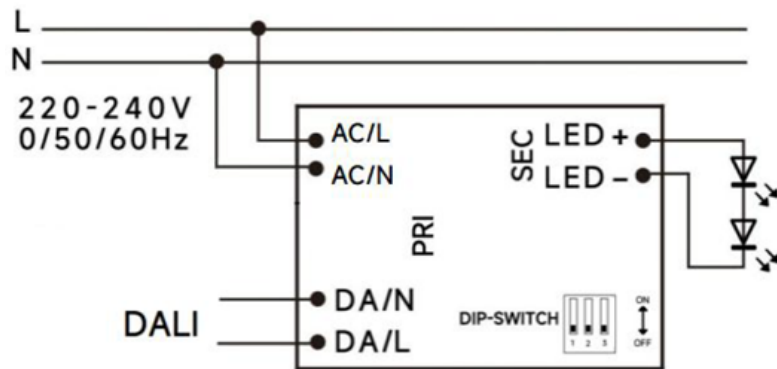 L
N
220-240V
0/50/60Hz
AC/L
AC/N
PRI
SEC
LED +
LED -
DALI
DA/N
DA/L
DIP-SWITCH
1 2 3
ON
OFF